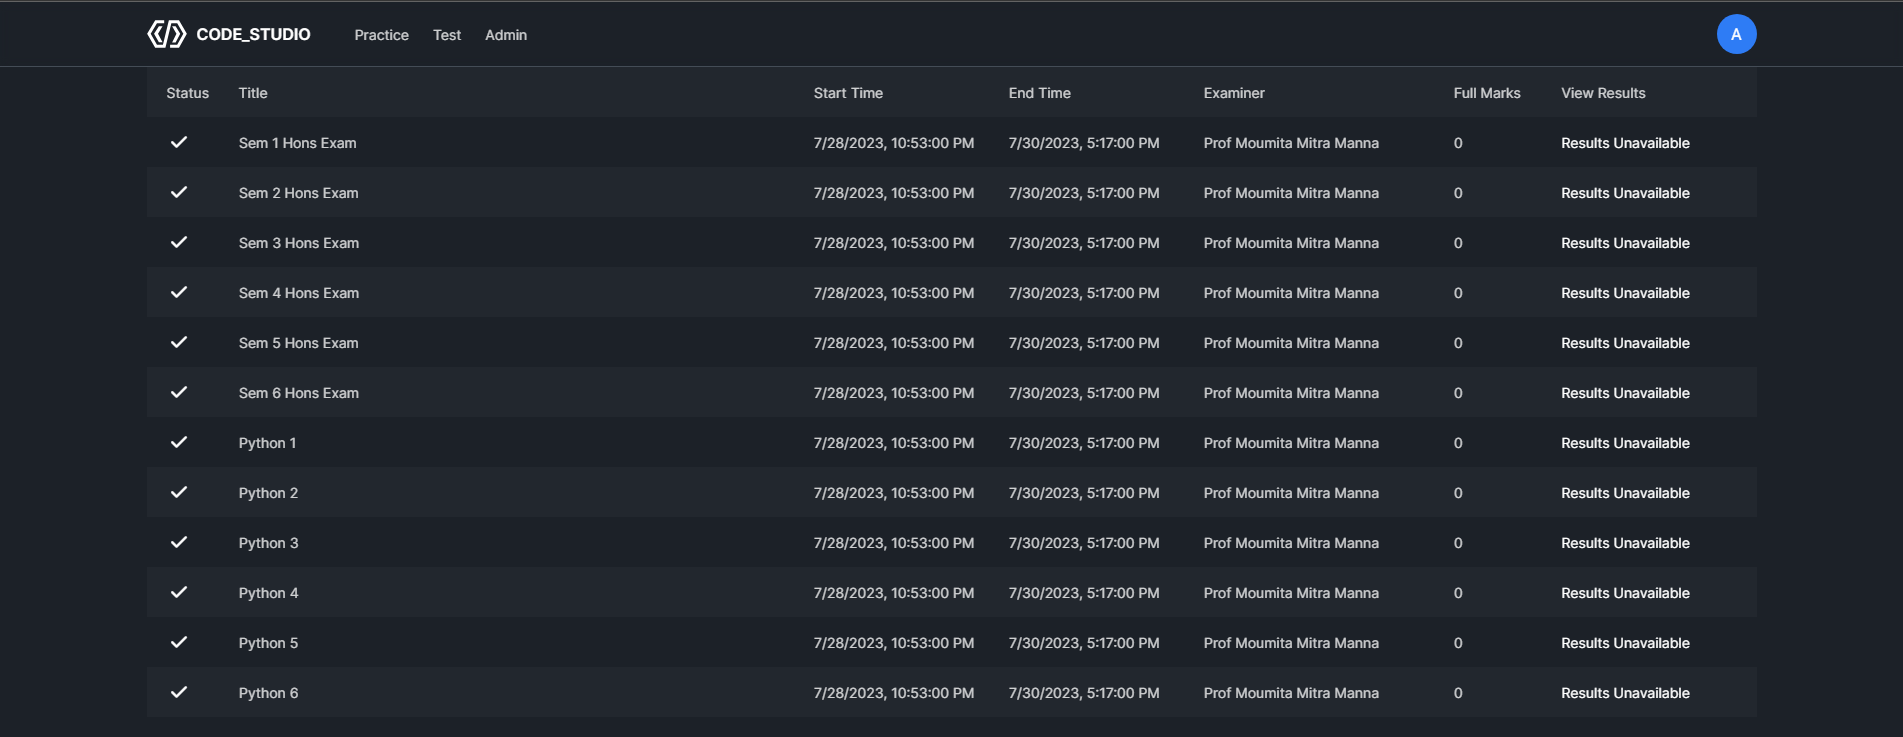 CODE_STUDIO Practice Test Admin A
Status Title Start Time End Time Examiner Full Marks View Results
Sem 1 Hons Exam 7/28/2023, 10:53:00 PM 7/30/2023, 5:17:00 PM Prof Moumita Mitra Manna 0 Results Unavailable
Sem 2 Hons Exam 7/28/2023, 10:53:00 PM 7/30/2023, 5:17:00 PM Prof Moumita Mitra Manna 0 Results Unavailable
Sem 3 Hons Exam 7/28/2023, 10:53:00 PM 7/30/2023, 5:17:00 PM Prof Moumita Mitra Manna 0 Results Unavailable
Sem 4 Hons Exam 7/28/2023, 10:53:00 PM 7/30/2023, 5:17:00 PM Prof Moumita Mitra Manna 0 Results Unavailable
Sem 5 Hons Exam 7/28/2023, 10:53:00 PM 7/30/2023, 5:17:00 PM Prof Moumita Mitra Manna 0 Results Unavailable
Sem 6 Hons Exam 7/28/2023, 10:53:00 PM 7/30/2023, 5:17:00 PM Prof Moumita Mitra Manna 0 Results Unavailable
Python 1 7/28/2023, 10:53:00 PM 7/30/2023, 5:17:00 PM Prof Moumita Mitra Manna 0 Results Unavailable
Python 2 7/28/2023, 10:53:00 PM 7/30/2023, 5:17:00 PM Prof Moumita Mitra Manna 0 Results Unavailable
Python 3 7/28/2023, 10:53:00 PM 7/30/2023, 5:17:00 PM Prof Moumita Mitra Manna 0 Results Unavailable
Python 4 7/28/2023, 10:53:00 PM 7/30/2023, 5:17:00 PM Prof Moumita Mitra Manna 0 Results Unavailable
Python 5 7/28/2023, 10:53:00 PM 7/30/2023, 5:17:00 PM Prof Moumita Mitra Manna 0 Results Unavailable
Python 6 7/28/2023, 10:53:00 PM 7/30/2023, 5:17:00 PM Prof Moumita Mitra Manna 0 Results Unavailable